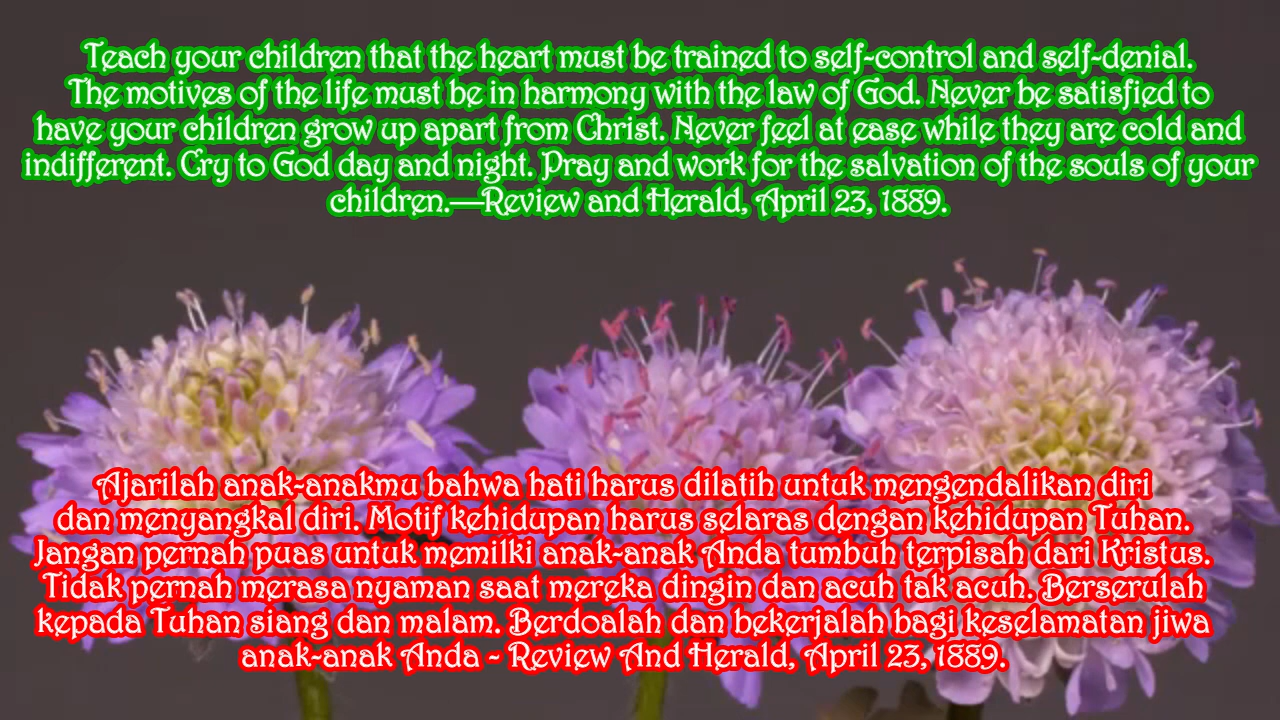 Teach your children that the heart must be trained to self-control and self-denial.
The motives of the life must be in harmony with the law of God. Never be satisfied to
have your children grow up apart from Christ. Never feel at ease while they are cold and
indifferent. Cry to God day and night. Pray and work for the salvation of the souls of your
children.—Review and Herald, April 23, 1889.
Ajarilah anak-anakmu bahwa hati harus dilatih untuk mengendalikan diri
dan menyangkal diri. Motif kehidupan harus selaras dengan kehidupan Tuhan.
Jangan pernah puas untuk memilki anak-anak Anda tumbuh terpisah dari Kristus.
Tidak pernah merasa nyaman saat mereka dingin dan acuh tak acuh. Berserulah
kepada Tuhan siang dan malam. Berdoalah dan bekerjalah bagi keselamatan jiwa
anak-anak Anda - Review And Herald, April 23, 1889.